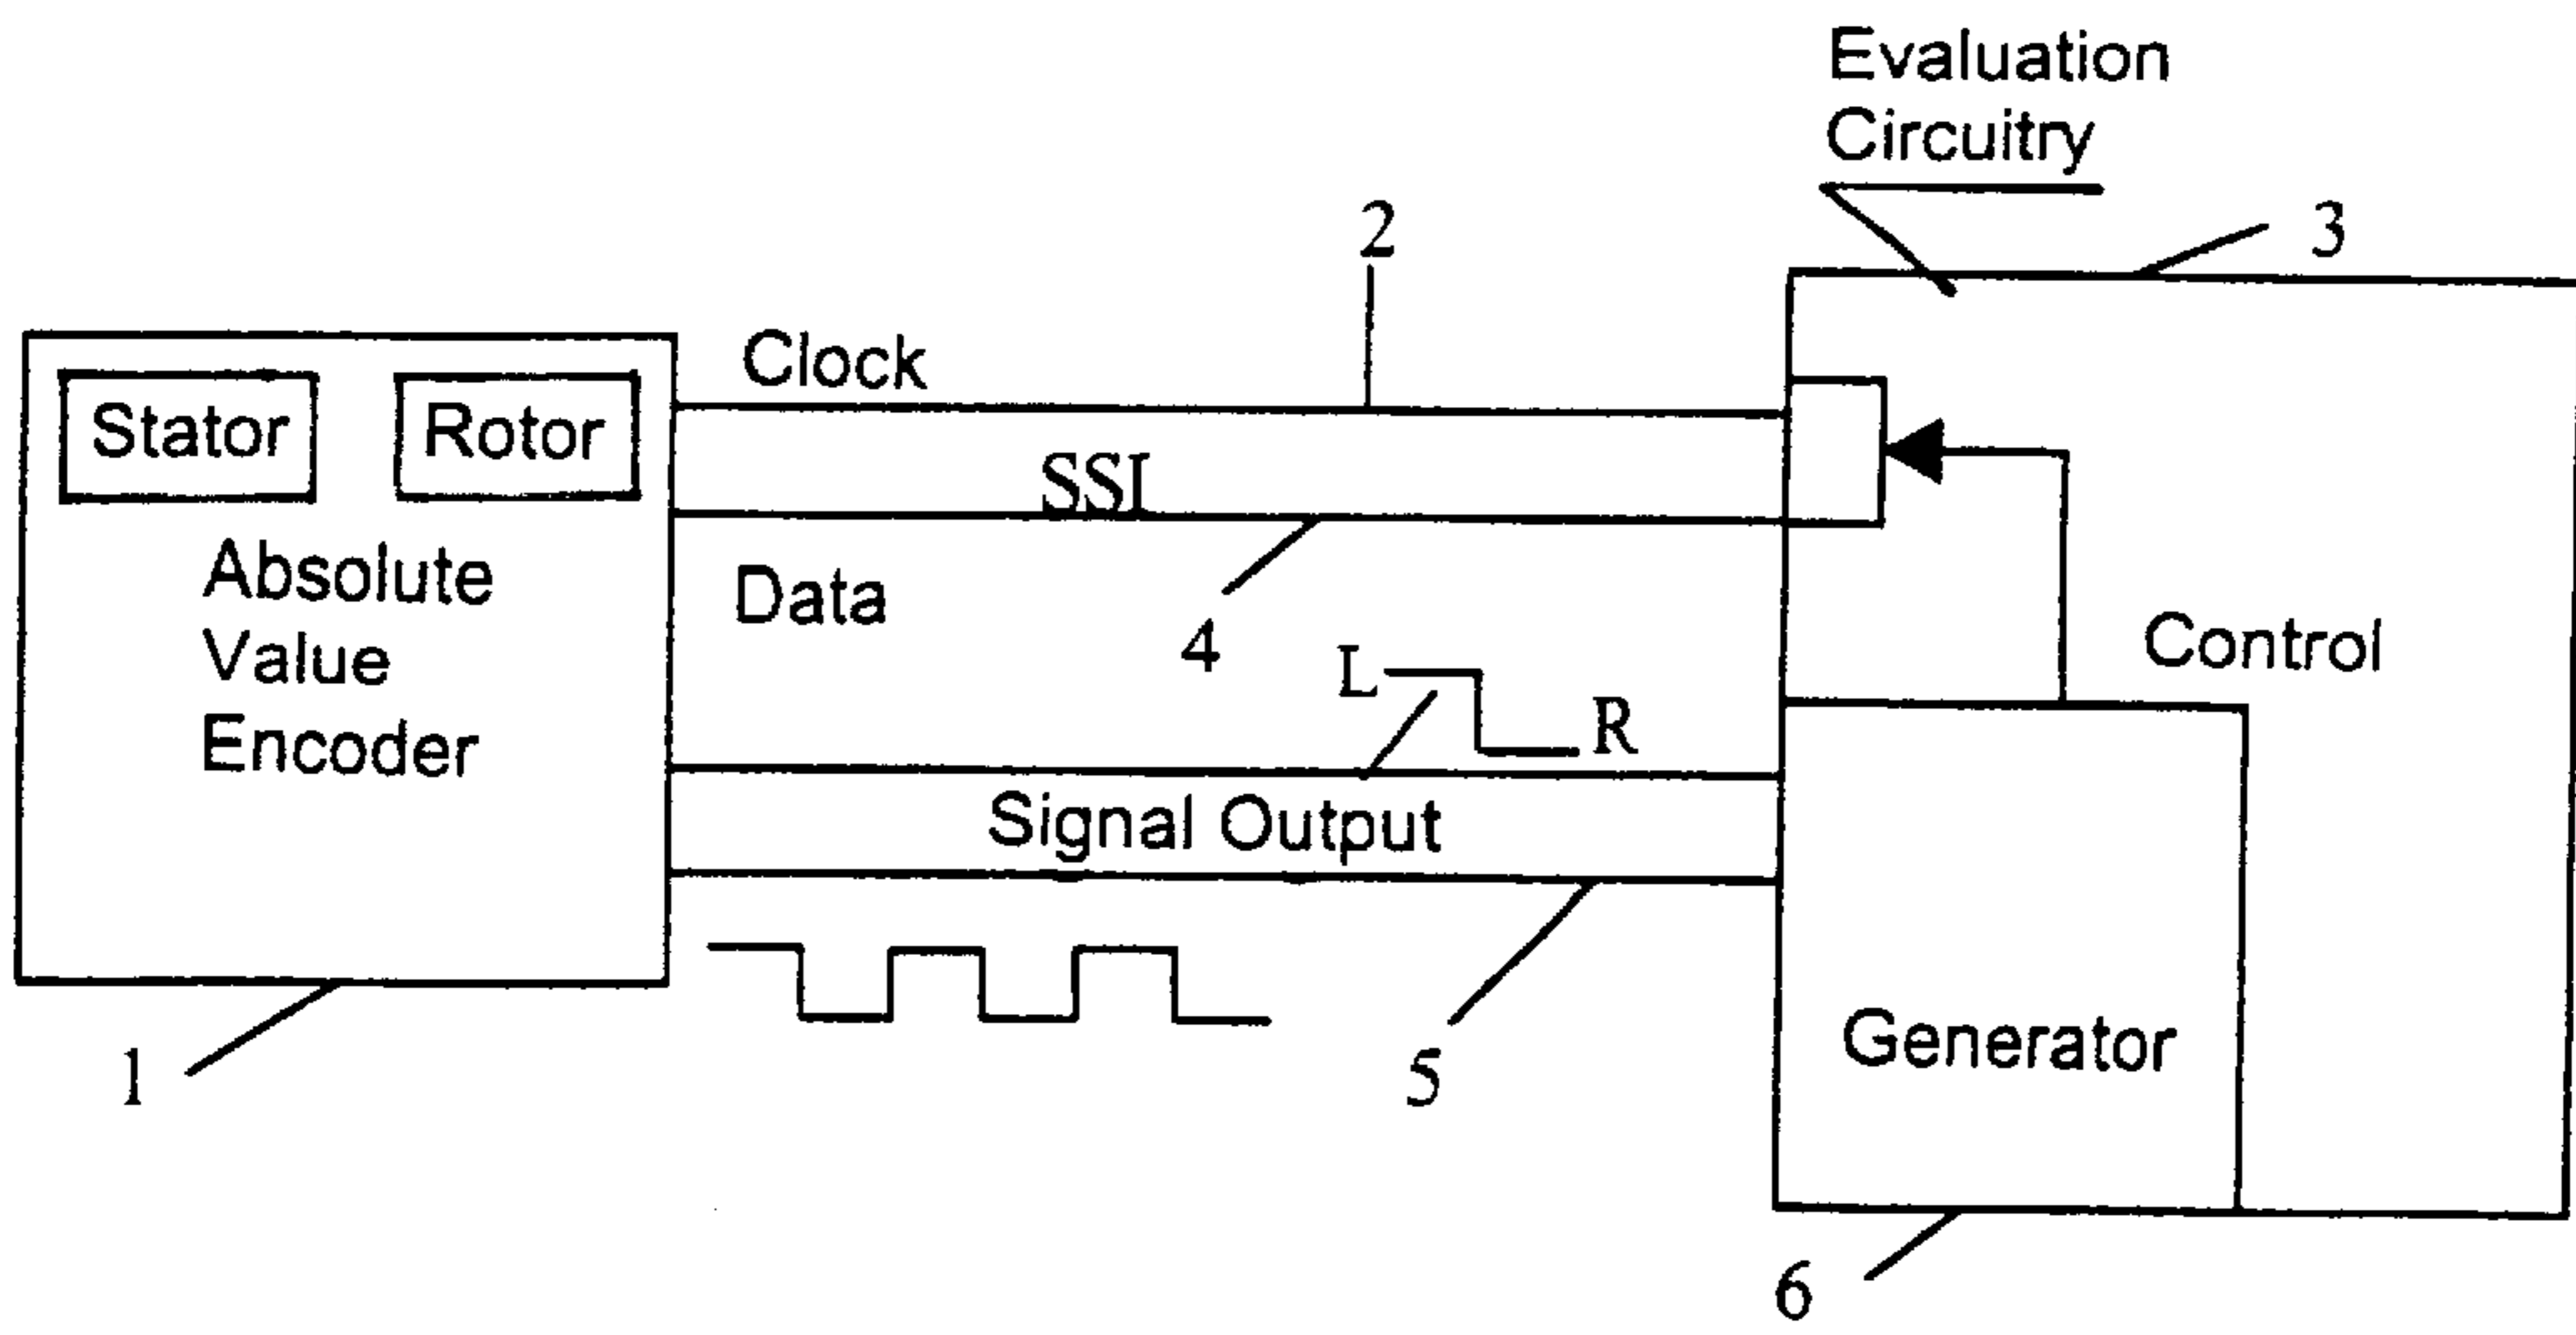 Evaluation
Circuitry
2
3
Clock
Stator
Rotor
SSI
Absolute
Value
Encoder
Data
4
Control
L
R
Signal Output
Generator
1
5
6